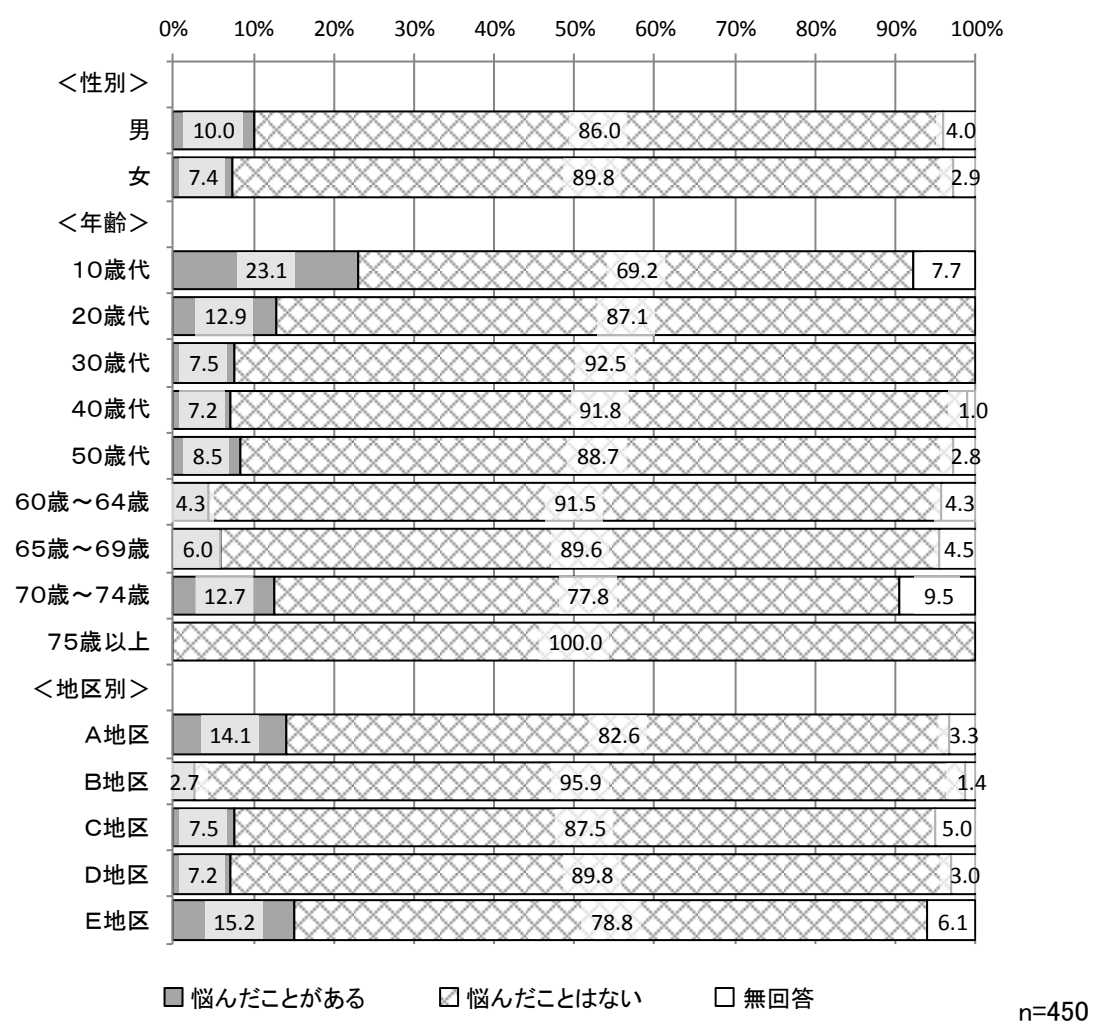 0% 10% 20% 30% 40% 50% 60% 70% 80% 90% 100%
＜性別＞
男 10.0 86.0 4.0
女 7.4 89.8 2.9
＜年齢＞
10歳代 23.1 69.2 7.7
20歳代 12.9 87.1
30歳代 7.5 92.5
40歳代 7.2 91.8 1.0
50歳代 8.5 88.7 2.8
60歳～64歳 4.3 91.5 4.3
65歳～69歳 6.0 89.6 4.5
70歳～74歳 12.7 77.8 9.5
75歳以上 100.0
＜地区別＞
A地区 14.1 82.6 3.3
B地区 2.7 95.9 1.4
C地区 7.5 87.5 5.0
D地区 7.2 89.8 3.0
E地区 15.2 78.8 6.1
悩んだことがある 悩んだことはない 無回答
n=450